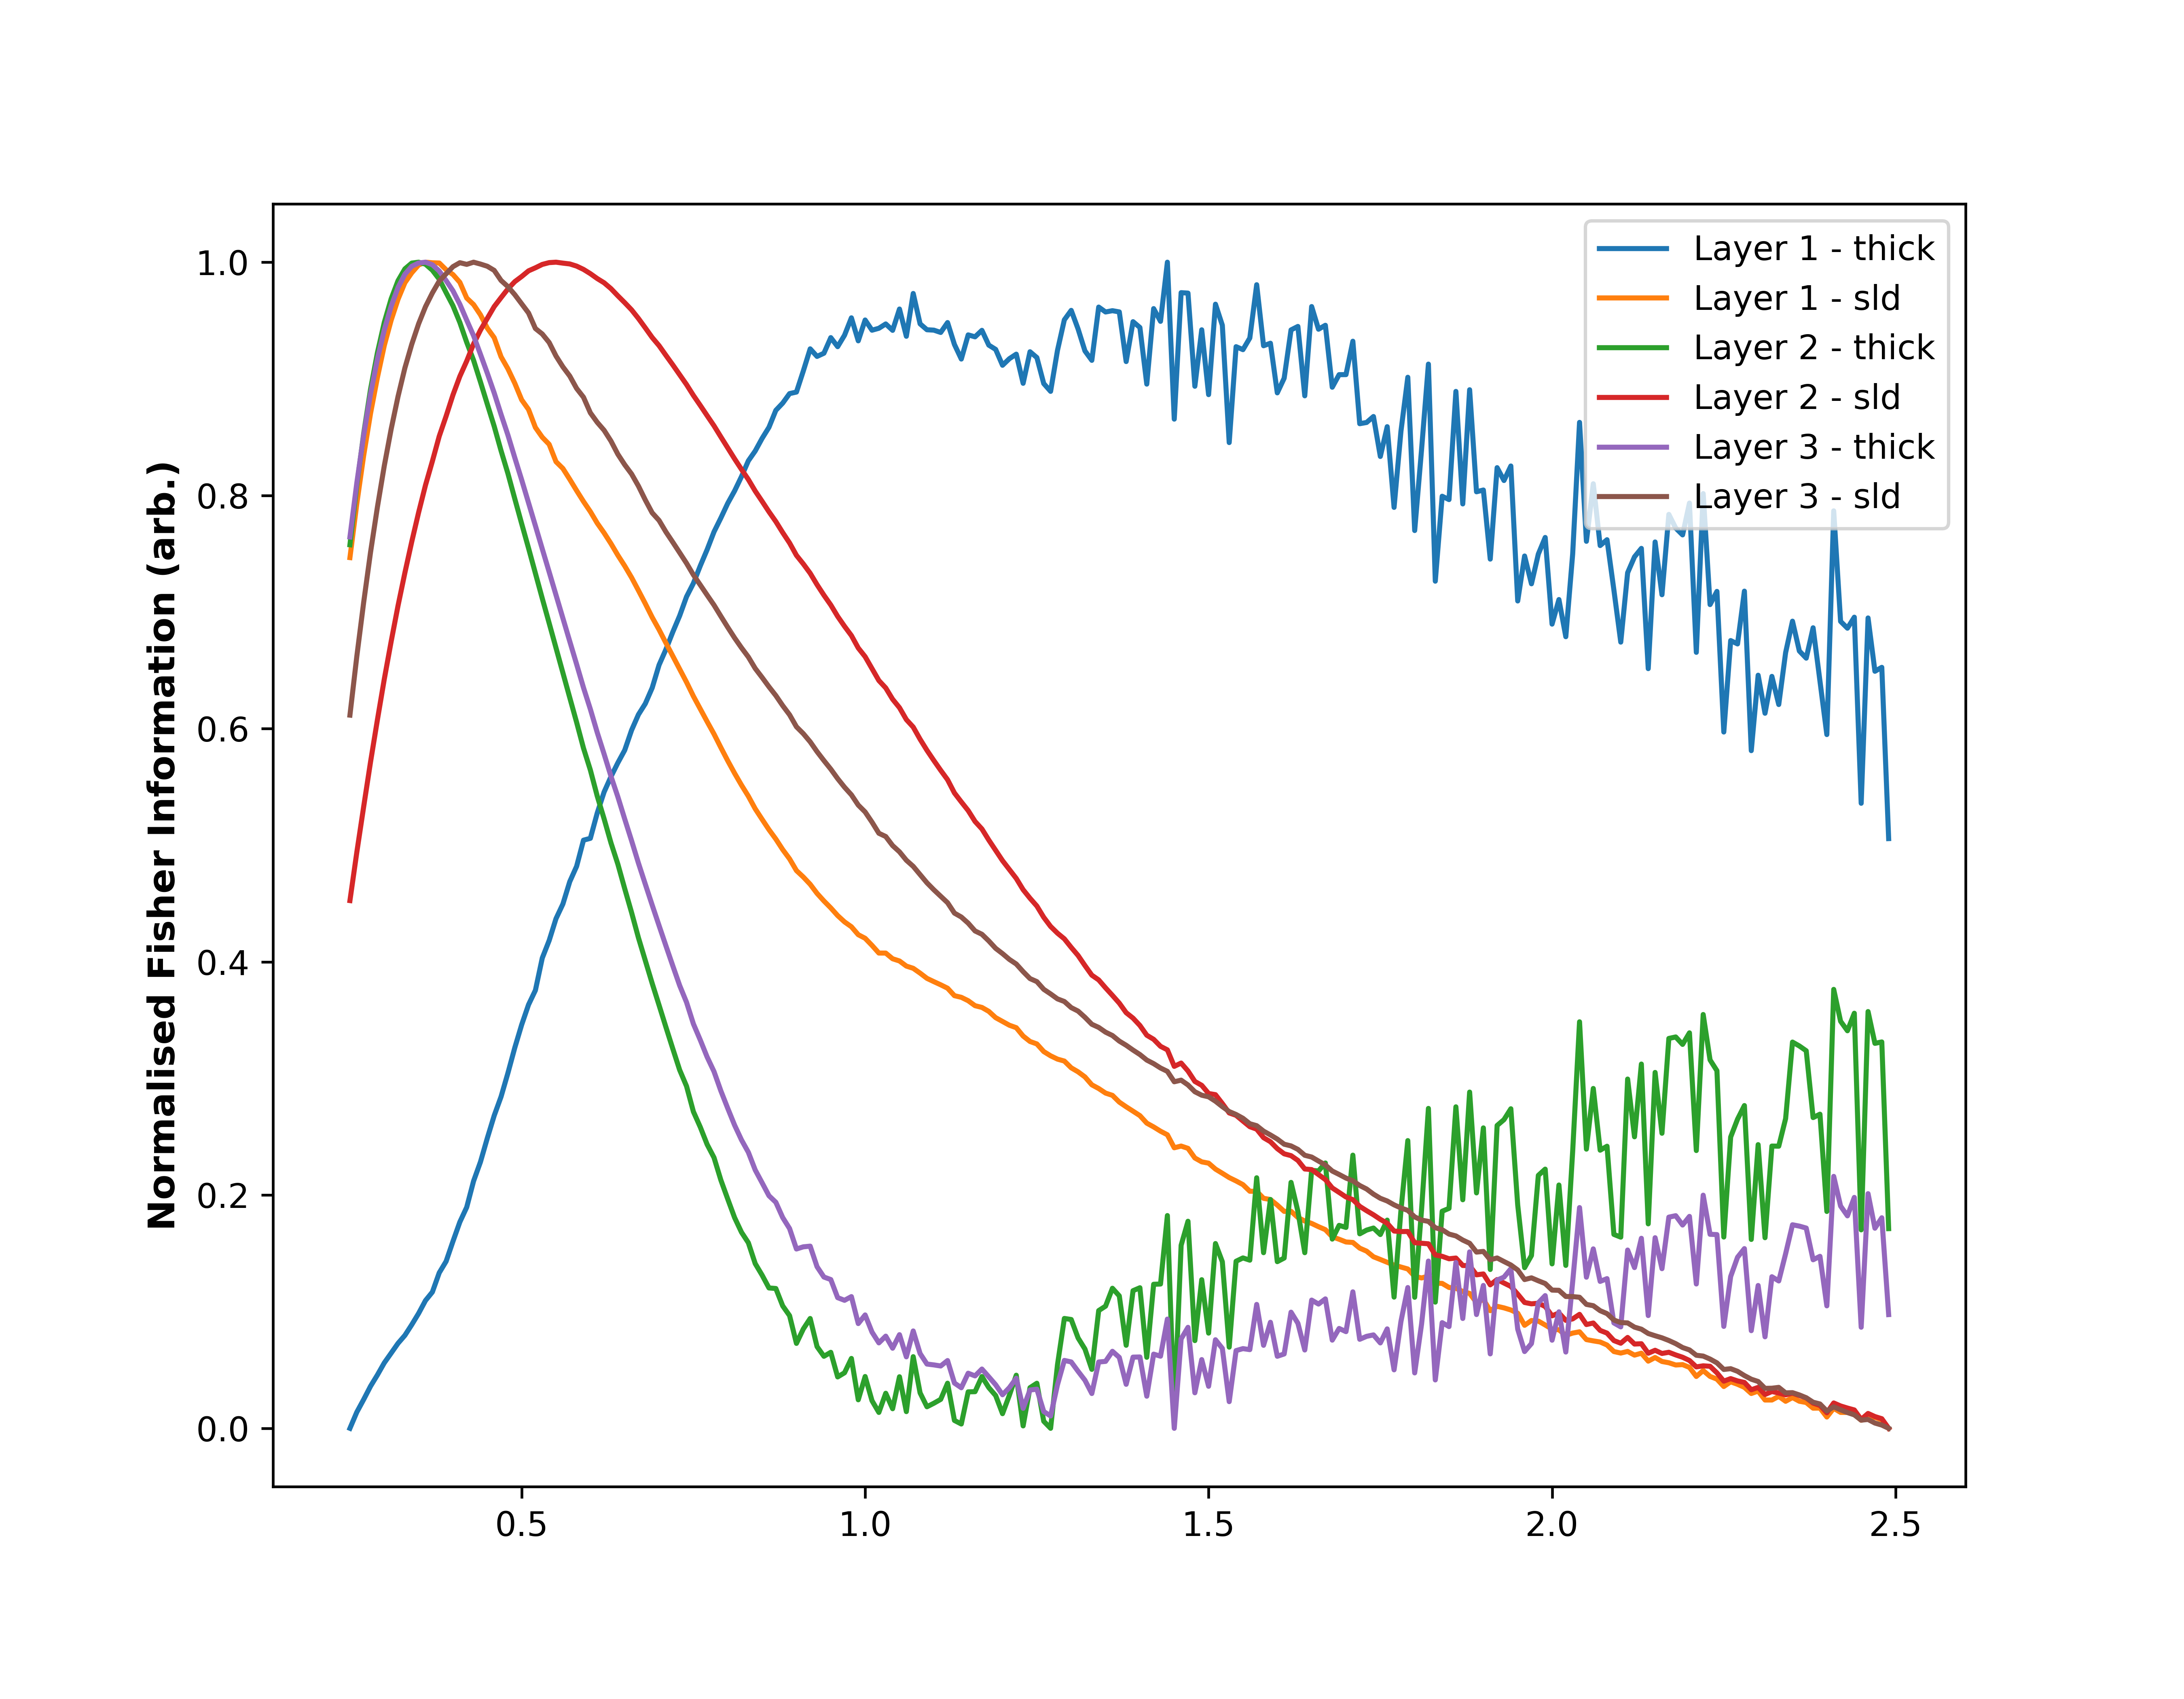 Normalised Fisher Information (arb.)
1.0
0.8
0.6
0.4
0.2
0.0
0.5
1.0
1.5
2.0
2.5
Layer 1 - thick
Layer 1 - sld
Layer 2 - thick
Layer 2 - sld
Layer 3 - thick
Layer 3 - sld